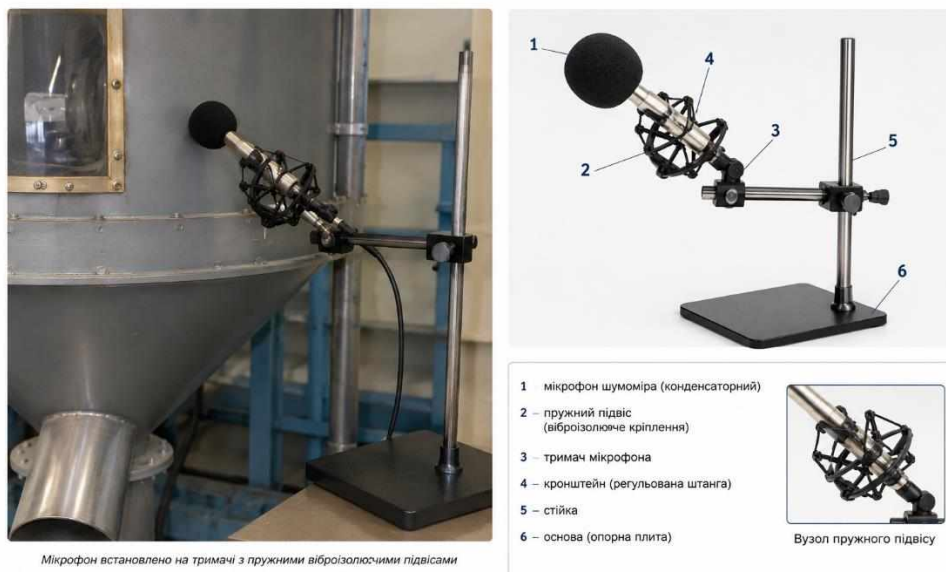 1
4
3
5
2
6
1 – мікрофон шумоміра (конденсаторний)
2 – пружний підвіс
(віброізолююче кріплення)
3 – тримач мікрофона
4 – кронштейн (регульована штанга)
5 – стійка
6 – основа (опорна плита)
Вузол пружного підвісу
Мікрофон встановлено на тримачі з пружними віброізолюючими підвісами